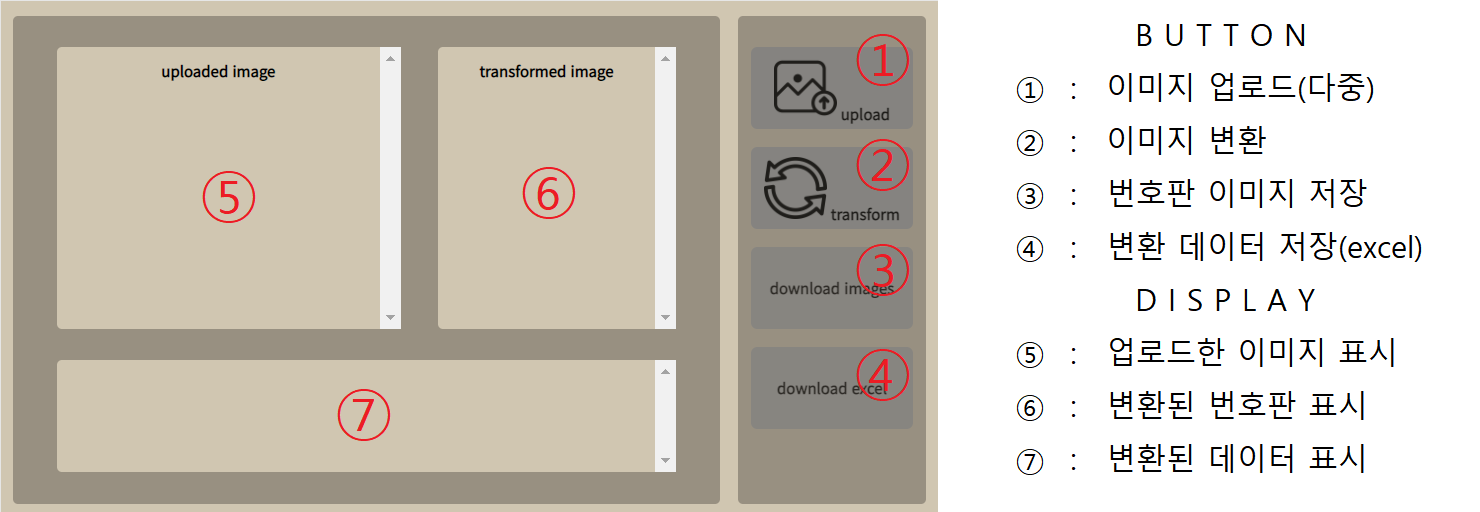 uploaded image
⑤
transformed image
⑥
⑦
① upload
② transform
③ download images
④ download excel
B U T T O N
① : 이미지 업로드(다중)
② : 이미지 변환
③ : 번호판 이미지 저장
④ : 변환 데이터 저장(excel)
D I S P L A Y
⑤ : 업로드한 이미지 표시
⑥ : 변환된 번호판 표시
⑦ : 변환된 데이터 표시